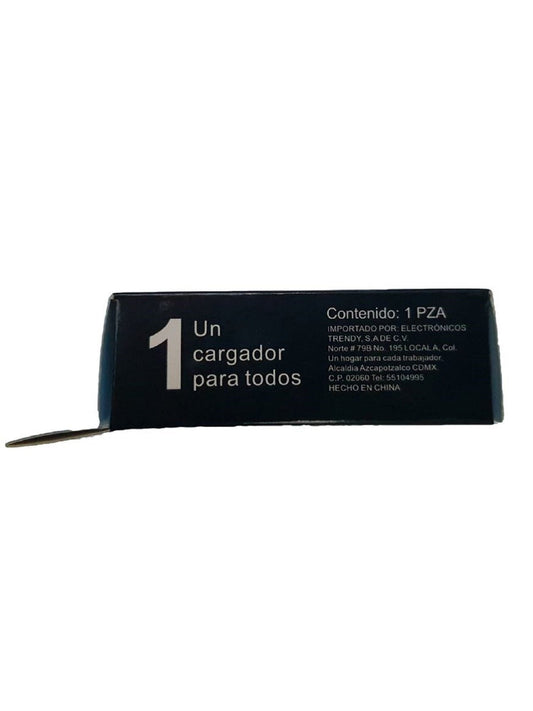 1
Un
cargador
para todos
Contenido: 1 PZA
IMPORTADO POR: ELECTRÓNICOS
TRENDY, S.A DE C.V.
Norte # 79B No. 195 LOCAL A, Col.
Un hogar para cada trabajador,
Alcaldía Azcapotzalco CDMX.
C.P. 02060 Tel: 55104995
HECHO EN CHINA